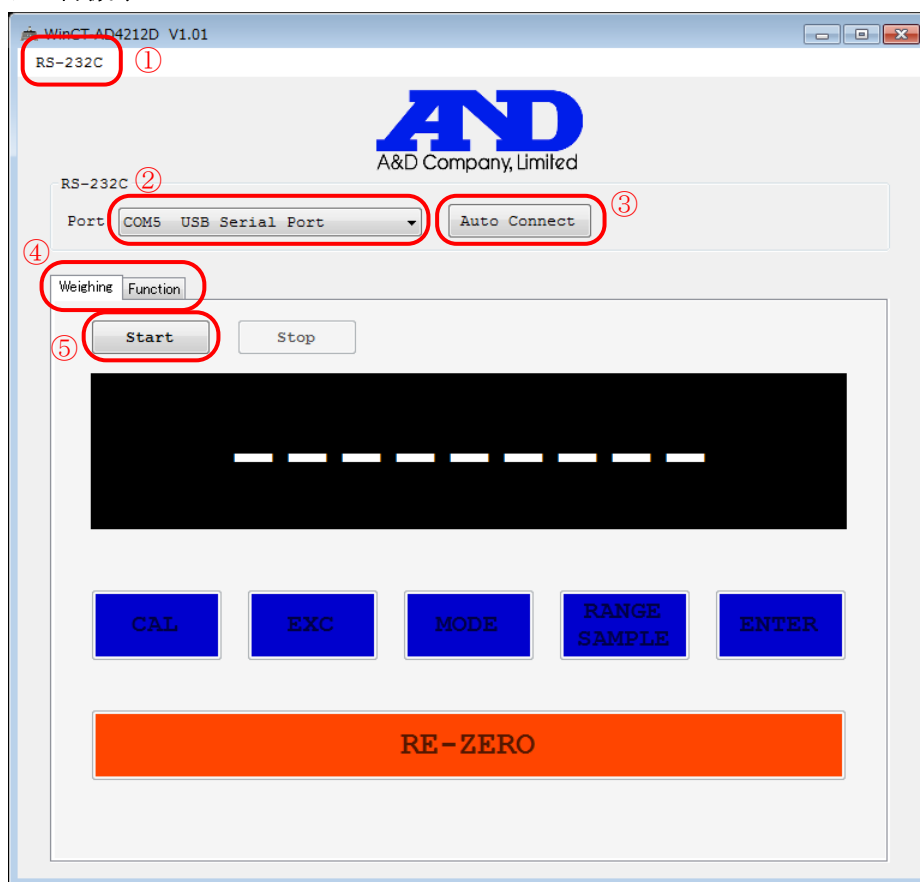 WinCT-AD4212D V1.01
RS-232C ①
AND
A&D Company, Limited
RS-232C ②
Port COM5 USB Serial Port Auto Connect ③
④
Weighing Function
⑤ Start Stop
CAL EXC MODE RANGE SAMPLE ENTER
RE-ZERO